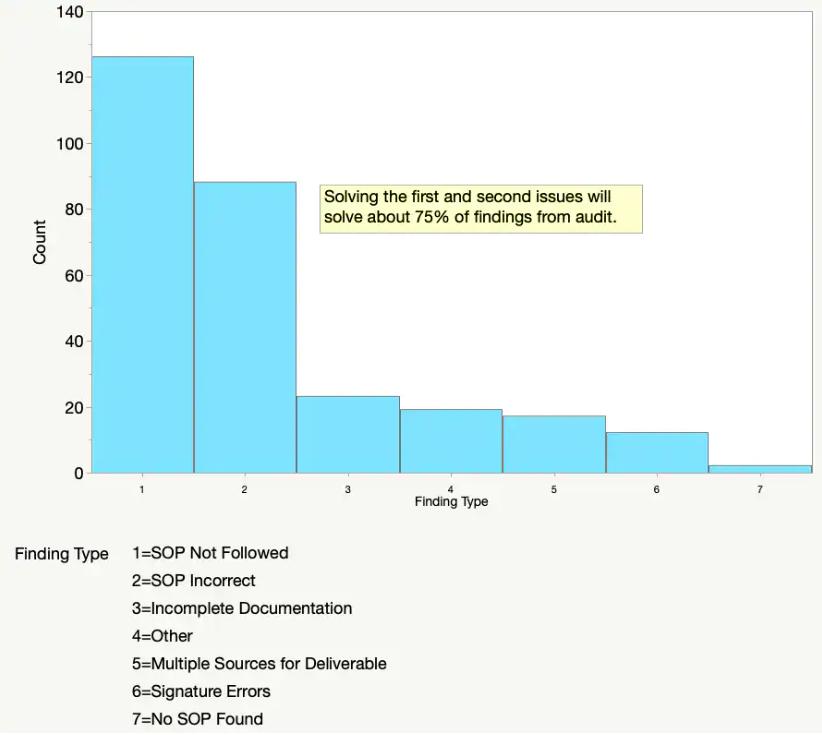 140
120
100
80
60
40
20
0
Count
Solving the first and second issues will
solve about 75% of findings from audit.
1 2 3 4 5 6 7
Finding Type
Finding Type 1=SOP Not Followed
2=SOP Incorrect
3=Incomplete Documentation
4=Other
5=Multiple Sources for Deliverable
6=Signature Errors
7=No SOP Found